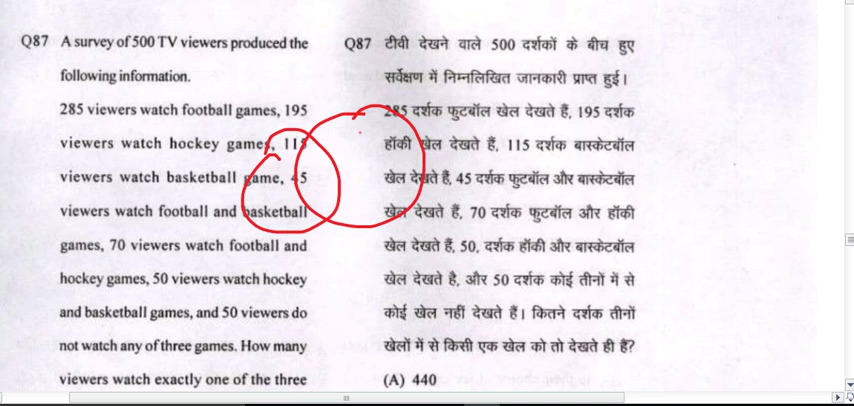 Q87 A survey of 500 TV viewers produced the
following information.
285 viewers watch football games, 195
viewers watch hockey games, 115
viewers watch basketball game, 45
viewers watch football and basketball
games, 70 viewers watch football and
hockey games, 50 viewers watch hockey
and basketball games, and 50 viewers do
not watch any of three games. How many
viewers watch exactly one of the three
Q87 टीवी देखने वाले 500 दर्शकों के बीच हुए
सर्वेक्षण में निम्नलिखित जानकारी प्राप्त हुई।
285 दर्शक फुटबॉल खेल देखते हैं, 195 दर्शक
हॉकी खेल देखते हैं, 115 दर्शक बास्केटबॉल
खेल देखते हैं, 45 दर्शक फुटबॉल और बास्केटबॉल
खेल देखते हैं, 70 दर्शक फुटबॉल और हॉकी
खेल देखते हैं, 50, दर्शक हॉकी और बास्केटबॉल
खेल देखते है, और 50 दर्शक कोई तीनों में से
कोई खेल नहीं देखते हैं। कितने दर्शक तीनों
खेलों में से किसी एक खेल को तो देखते ही हैं?
(A) 440